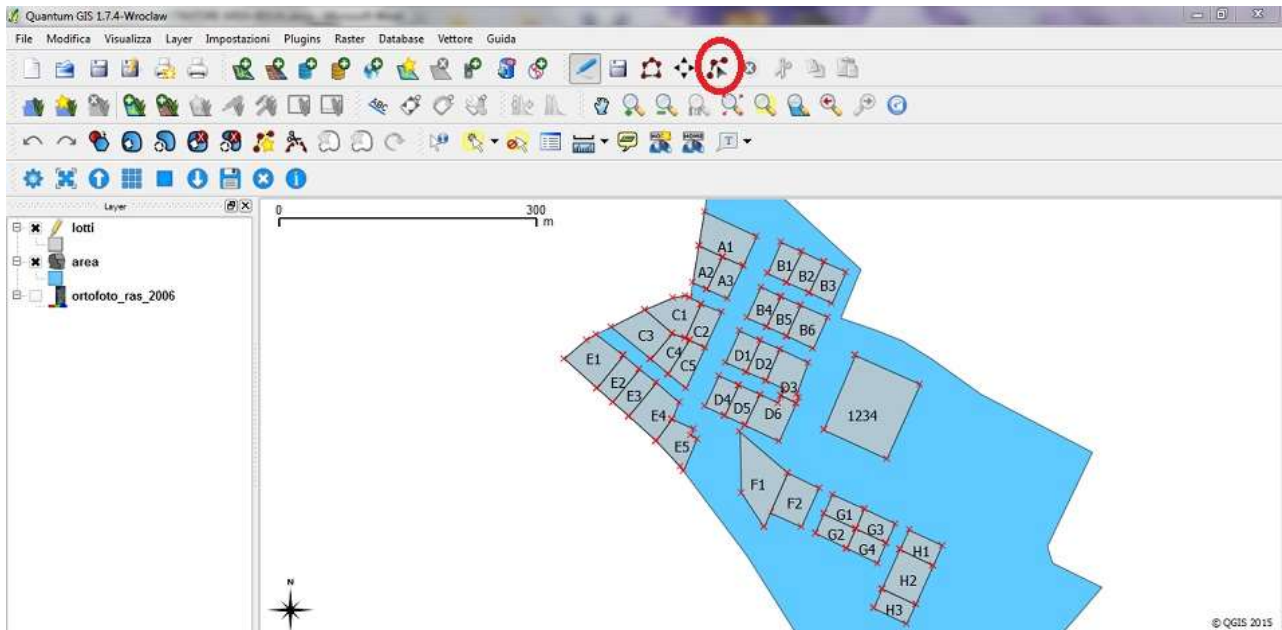 Quantum GIS 1.7.4-Wroclaw
File Modifica Visualizza Layer Impostazioni Plugins Raster Database Vettore Guida
ABC
T
Layer
lotti
area
ortofoto_ras_2006
0 300
m
A1
A2 A3
B1 B2 B3
B4 B5 B6
C1
C2
C3
C4
C5
D1 D2
D3
D4 D5 D6
E1
E2
E3
E4
E5
1234
F1
F2
G1
G2 G3
G4
H1
H2
H3
N
© QGIS 2015